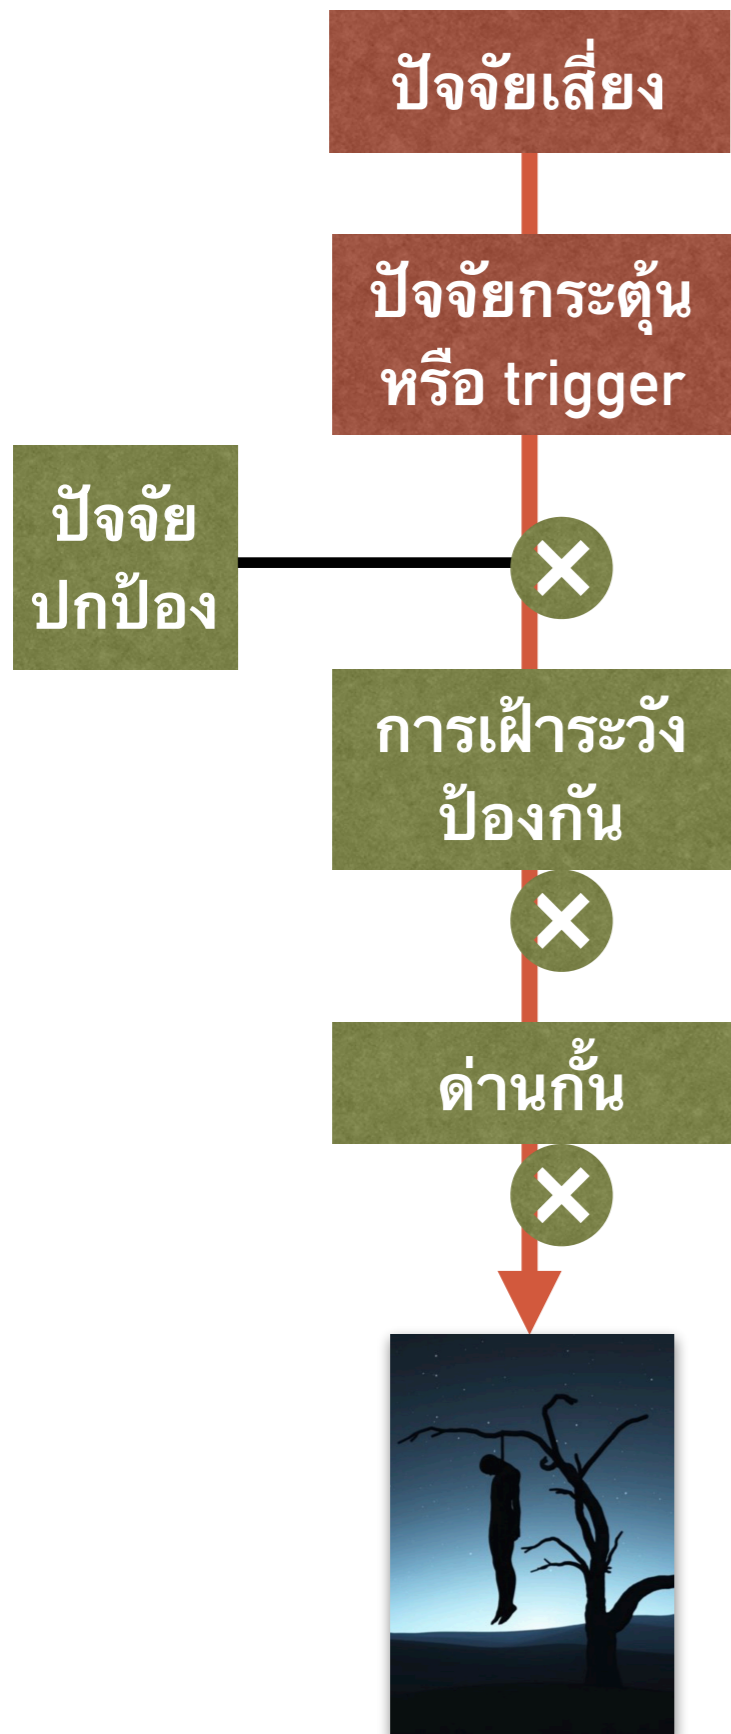 ปัจจัยเสี่ยง
ปัจจัยกระตุ้น
หรือ trigger
ปัจจัย
ปกป้อง
การเฝ้าระวัง
ป้องกัน
ด่านกั้น